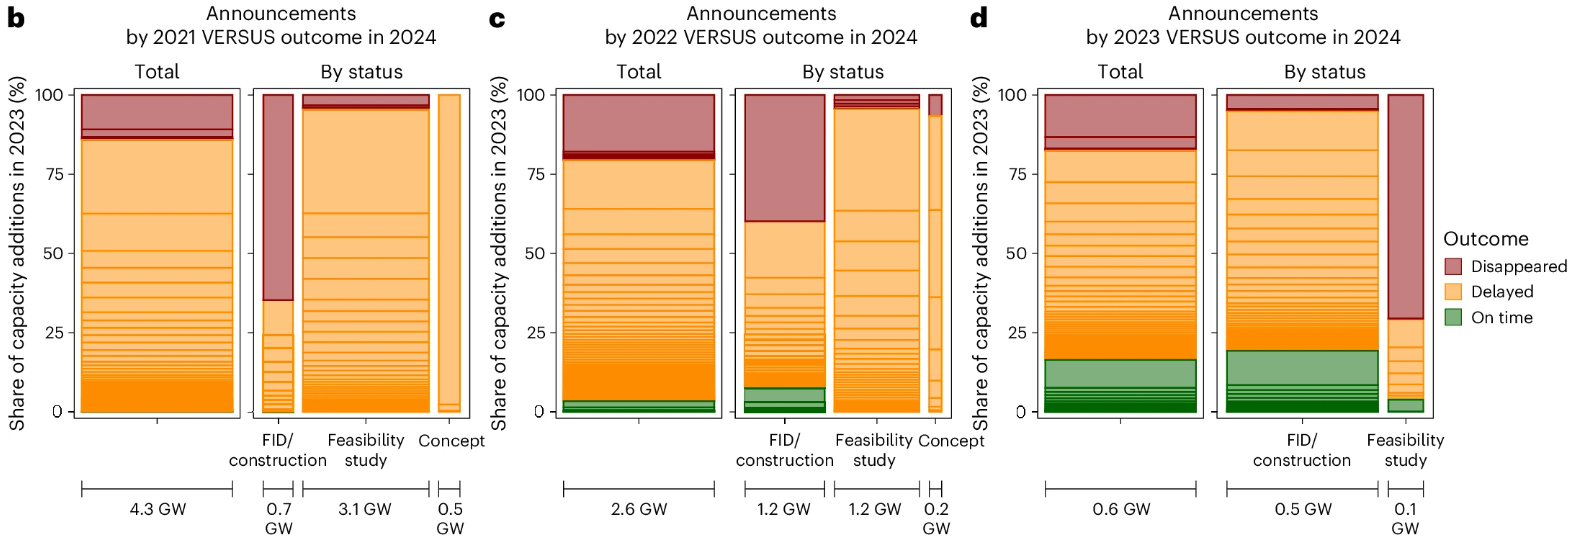 b
Announcements
by 2021 VERSUS outcome in 2024
Total
By status
Share of capacity additions in 2023 (%)
100
75
50
25
0
FID/
construction
Feasibility
study
Concept
4.3 GW
0.7
GW
3.1 GW
0.5
GW
c
Announcements
by 2022 VERSUS outcome in 2024
Total
By status
Share of capacity additions in 2023 (%)
100
75
50
25
0
FID/
construction
Feasibility
study
Concept
2.6 GW
1.2 GW
1.2 GW
0.2
GW
d
Announcements
by 2023 VERSUS outcome in 2024
Total
By status
Share of capacity additions in 2023 (%)
100
75
50
25
0
FID/
construction
Feasibility
study
0.6 GW
0.5 GW
0.1
GW
Outcome
Disappeared
Delayed
On time